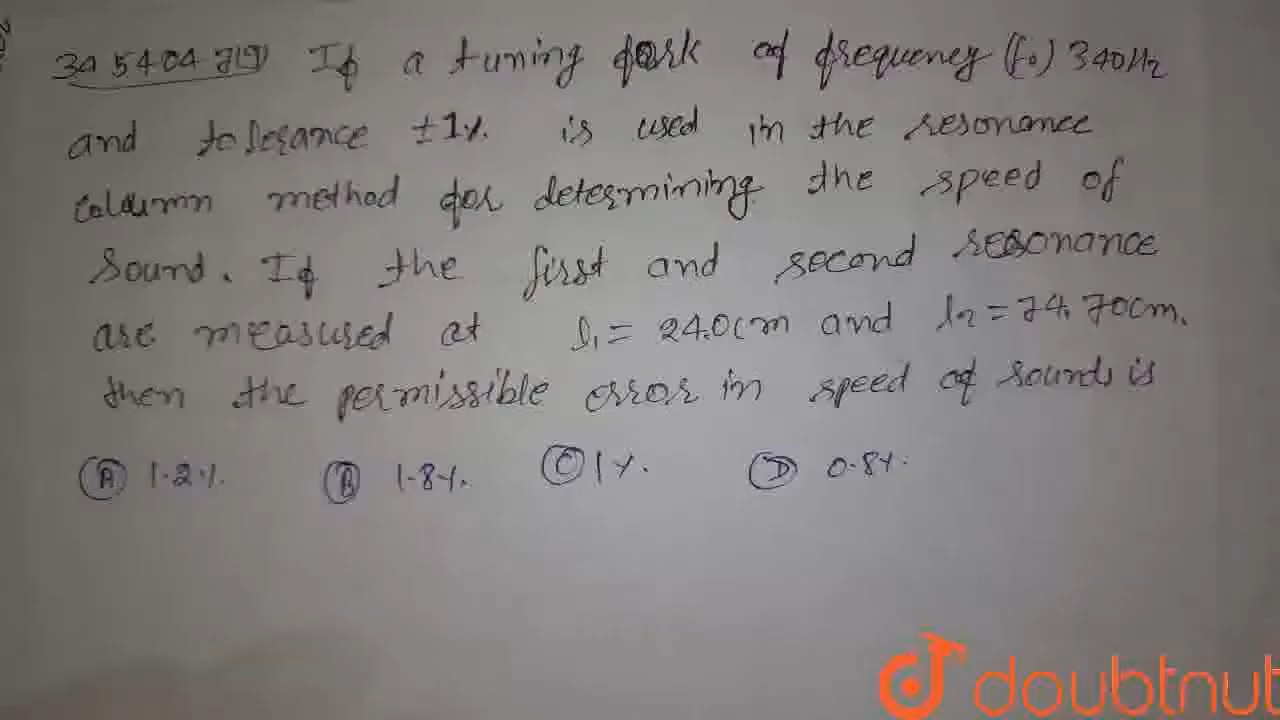 345404779 If a tuning fork of frequency (f0) 340Hz
and tolerance ±1% is used in the resonance
column method for determining the speed of
sound. If the first and second resonance
are measured at l1 = 24.0cm and l2 = 74.70cm.
then the permissible error in speed of sound is
(A) 1.2%. (B) 1.8%. (C) 1%. (D) 0.8%.
doubtnut